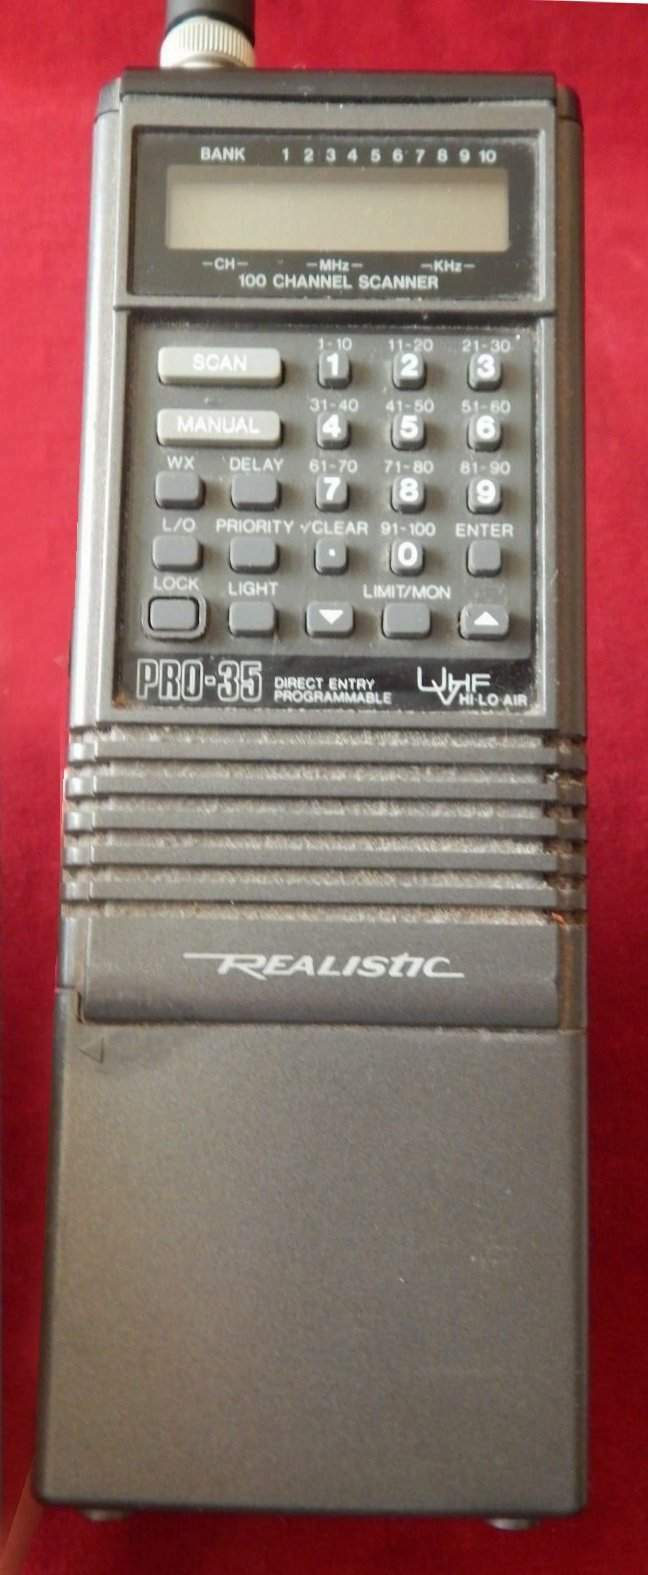 BANK 1 2 3 4 5 6 7 8 9 10
-CH- -MHz- -KHz-
100 CHANNEL SCANNER
1-10 11-20 21-30
SCAN 1 2 3
31-40 41-50 51-60
MANUAL 4 5 6
WX DELAY 61-70 71-80 81-90
7 8 9
L/O PRIORITY √CLEAR 91-100 ENTER
. 0
LOCK LIGHT LIMIT/MON
▼ ▲
PRO-35 DIRECT ENTRY PROGRAMMABLE UVHF HI-LO-AIR
REALISTIC